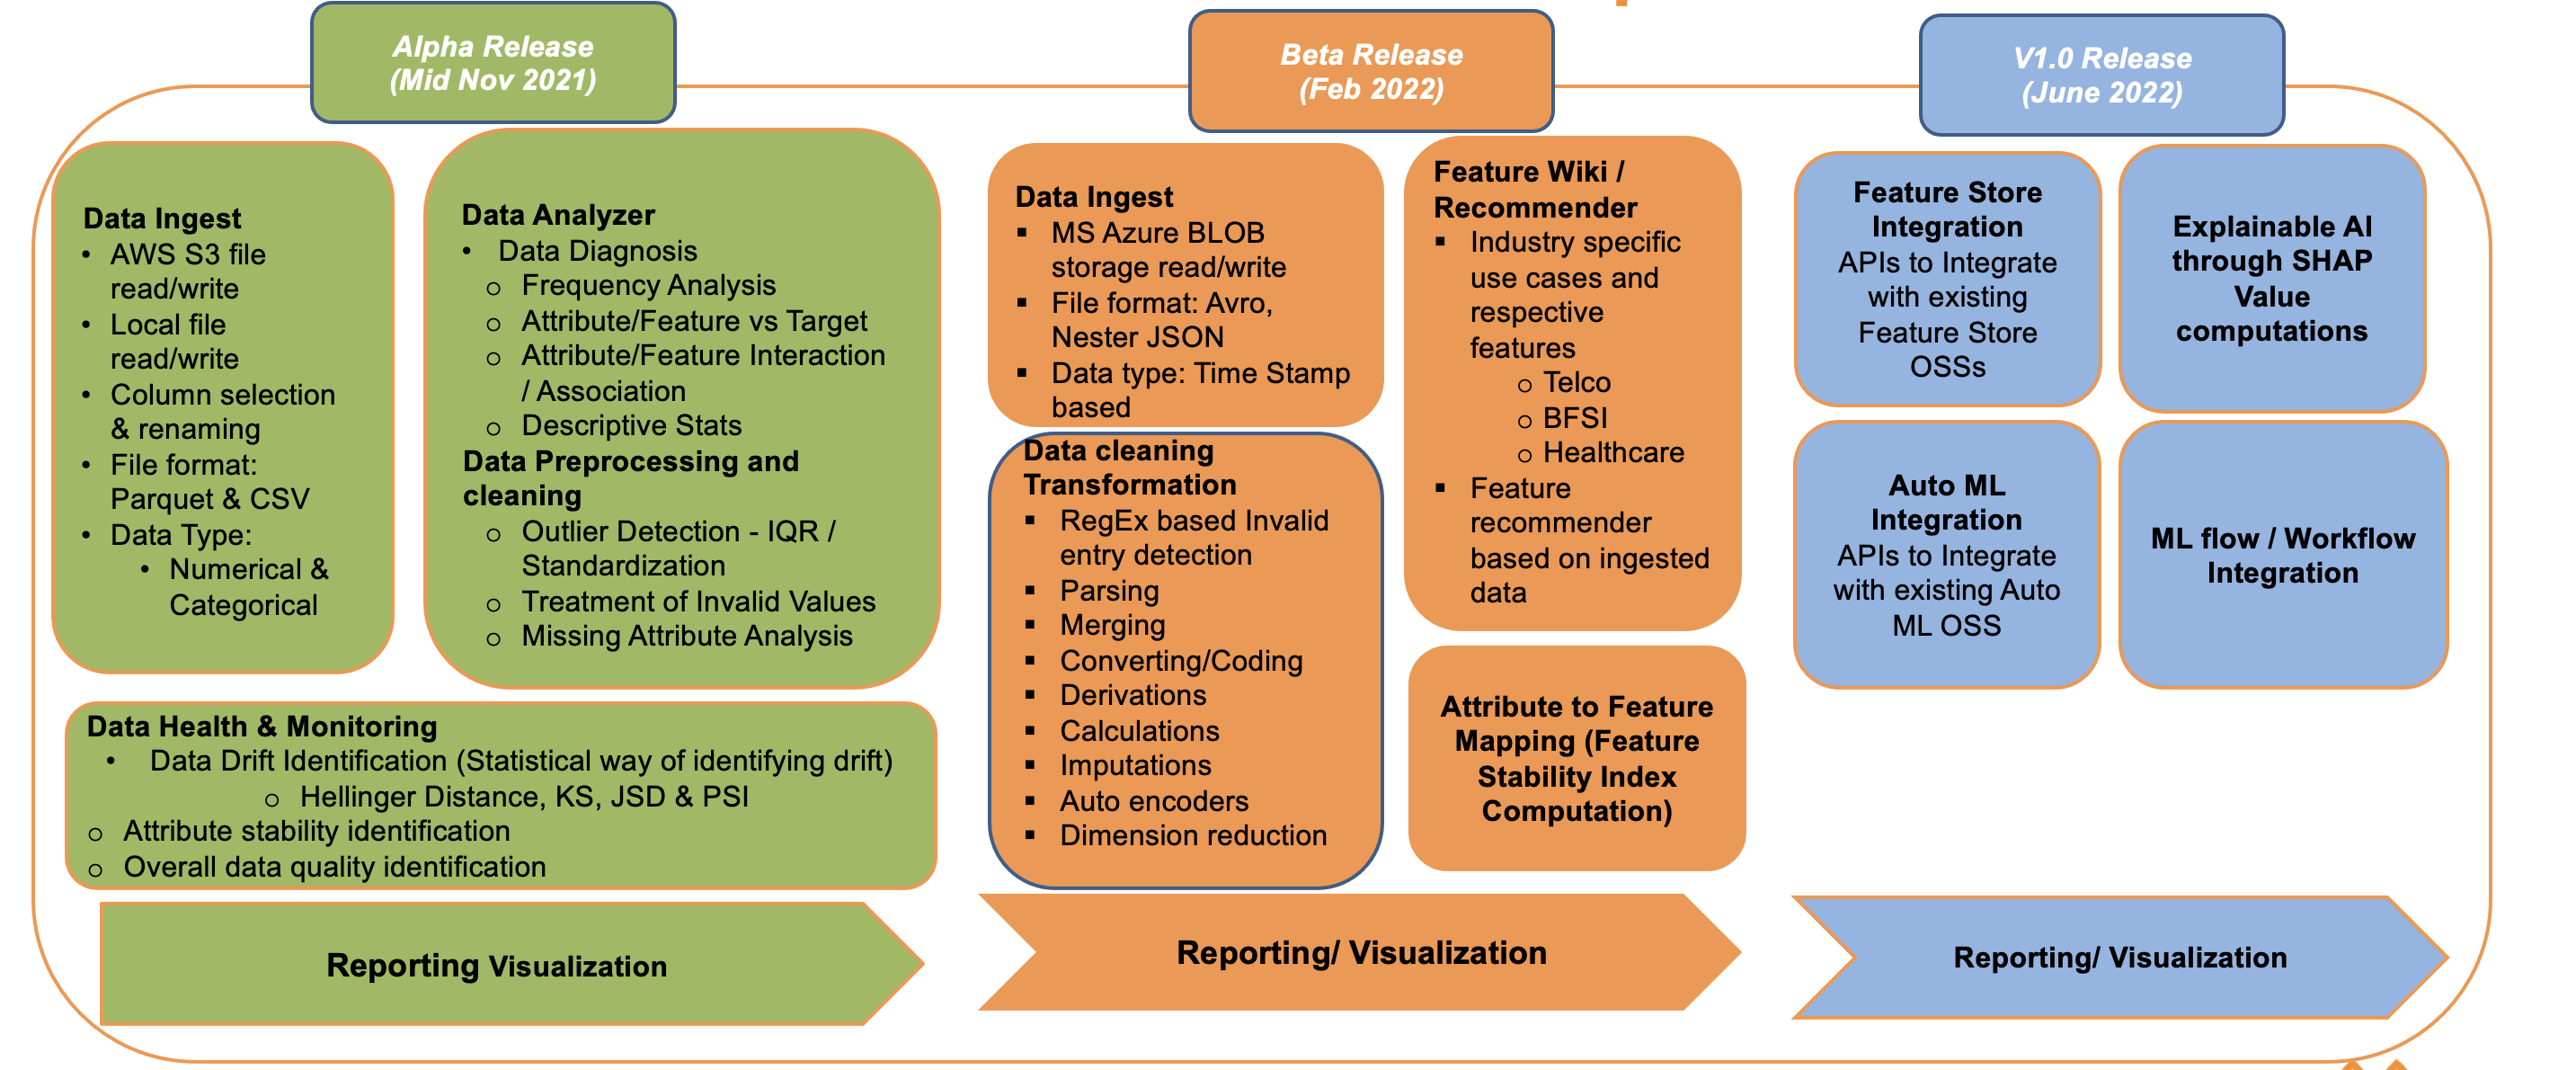 Alpha Release
(Mid Nov 2021)
Data Ingest
• AWS S3 file
read/write
• Local file
read/write
• Column selection
& renaming
• File format:
Parquet & CSV
• Data Type:
• Numerical &
Categorical
Data Analyzer
• Data Diagnosis
o Frequency Analysis
o Attribute/Feature vs Target
o Attribute/Feature Interaction
/ Association
o Descriptive Stats
Data Preprocessing and
cleaning
o Outlier Detection - IQR /
Standardization
o Treatment of Invalid Values
o Missing Attribute Analysis
Data Health & Monitoring
• Data Drift Identification (Statistical way of identifying drift)
o Hellinger Distance, KS, JSD & PSI
o Attribute stability identification
o Overall data quality identification
Reporting Visualization
Beta Release
(Feb 2022)
Data Ingest
▪ MS Azure BLOB
storage read/write
▪ File format: Avro,
Nester JSON
▪ Data type: Time Stamp
based
Data cleaning
Transformation
▪ RegEx based Invalid
entry detection
▪ Parsing
▪ Merging
▪ Converting/Coding
▪ Derivations
▪ Calculations
▪ Imputations
▪ Auto encoders
▪ Dimension reduction
Feature Wiki /
Recommender
▪ Industry specific
use cases and
respective
features
o Telco
o BFSI
o Healthcare
▪ Feature
recommender
based on ingested
data
Attribute to Feature
Mapping (Feature
Stability Index
Computation)
Reporting/ Visualization
V1.0 Release
(June 2022)
Feature Store
Integration
APIs to Integrate
with existing
Feature Store
OSSs
Explainable AI
through SHAP
Value
computations
Auto ML
Integration
APIs to Integrate
with existing Auto
ML OSS
ML flow / Workflow
Integration
Reporting/ Visualization